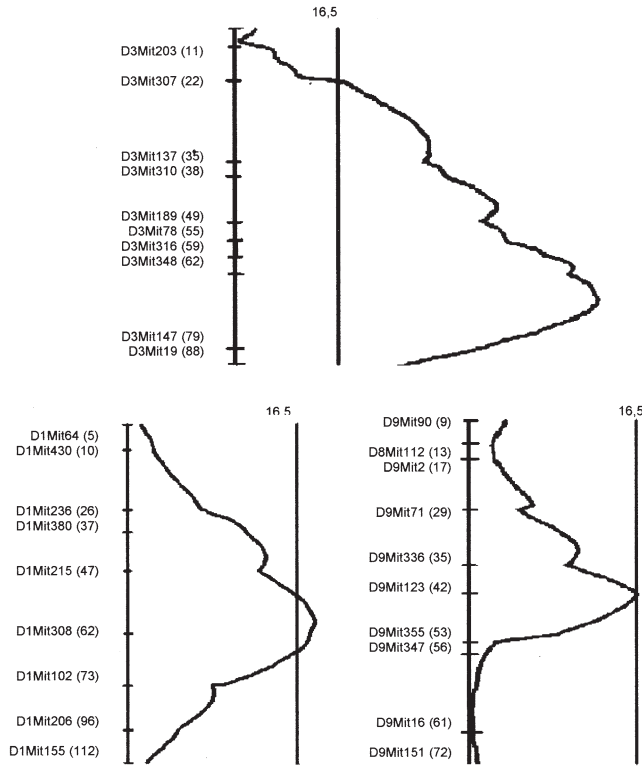 16,5
D3Mit203 (11)
D3Mit307 (22)
D3Mit137 (35)
D3Mit310 (38)
D3Mit189 (49)
D3Mit78 (55)
D3Mit316 (59)
D3Mit348 (62)
D3Mit147 (79)
D3Mit19 (88)
16.5
D1Mit64 (5)
D1Mit430 (10)
D1Mit236 (26)
D1Mit380 (37)
D1Mit215 (47)
D1Mit308 (62)
D1Mit102 (73)
D1Mit206 (96)
D1Mit155 (112)
16,5
D9Mit90 (9)
D8Mit112 (13)
D9Mit2 (17)
D9Mit71 (29)
D9Mit336 (35)
D9Mit123 (42)
D9Mit355 (53)
D9Mit347 (56)
D9Mit16 (61)
D9Mit151 (72)